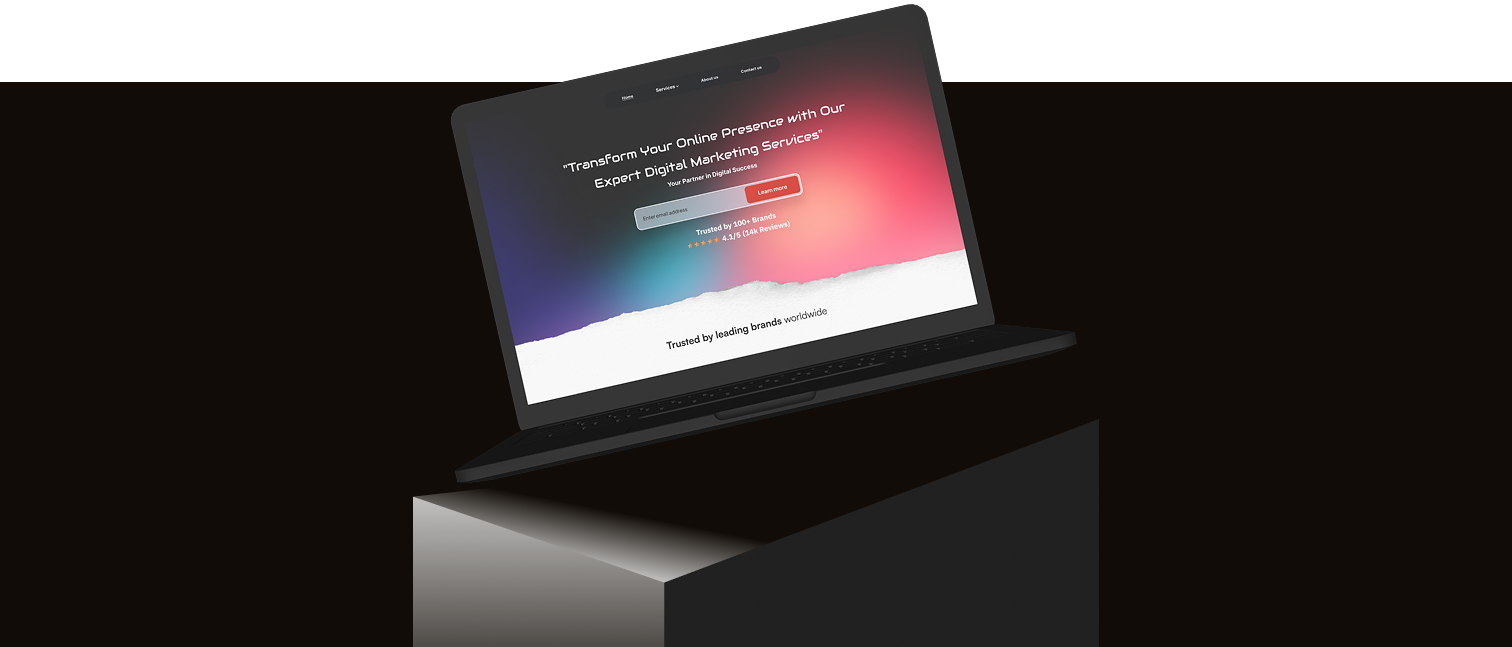 Home Services About us Contact us
"Transform Your Online Presence with Our
Expert Digital Marketing Services"
Your Partner in Digital Success
Enter email address Learn more
Trusted by 100+ Brands
★★★★★ 4.1/5 (14k Reviews)
Trusted by leading brands worldwide